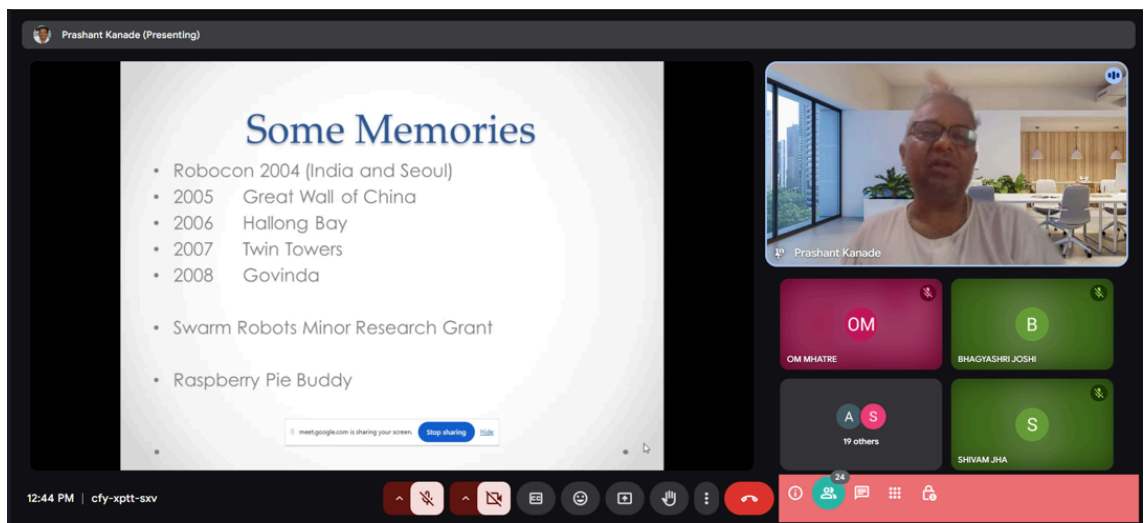 Prashant Kanade (Presenting)
Some Memories
• Robocon 2004 (India and Seoul)
• 2005 Great Wall of China
• 2006 Hallong Bay
• 2007 Twin Towers
• 2008 Govinda
• Swarm Robots Minor Research Grant
• Raspberry Pie Buddy
meet.google.com is sharing your screen. Stop sharing Hide
Prashant Kanade
OM
OM MHATRE
B
BHAGYASHRI JOSHI
A S
19 others
S
SHIVAM JHA
12:44 PM | cfy-xptt-sxv
CC
24